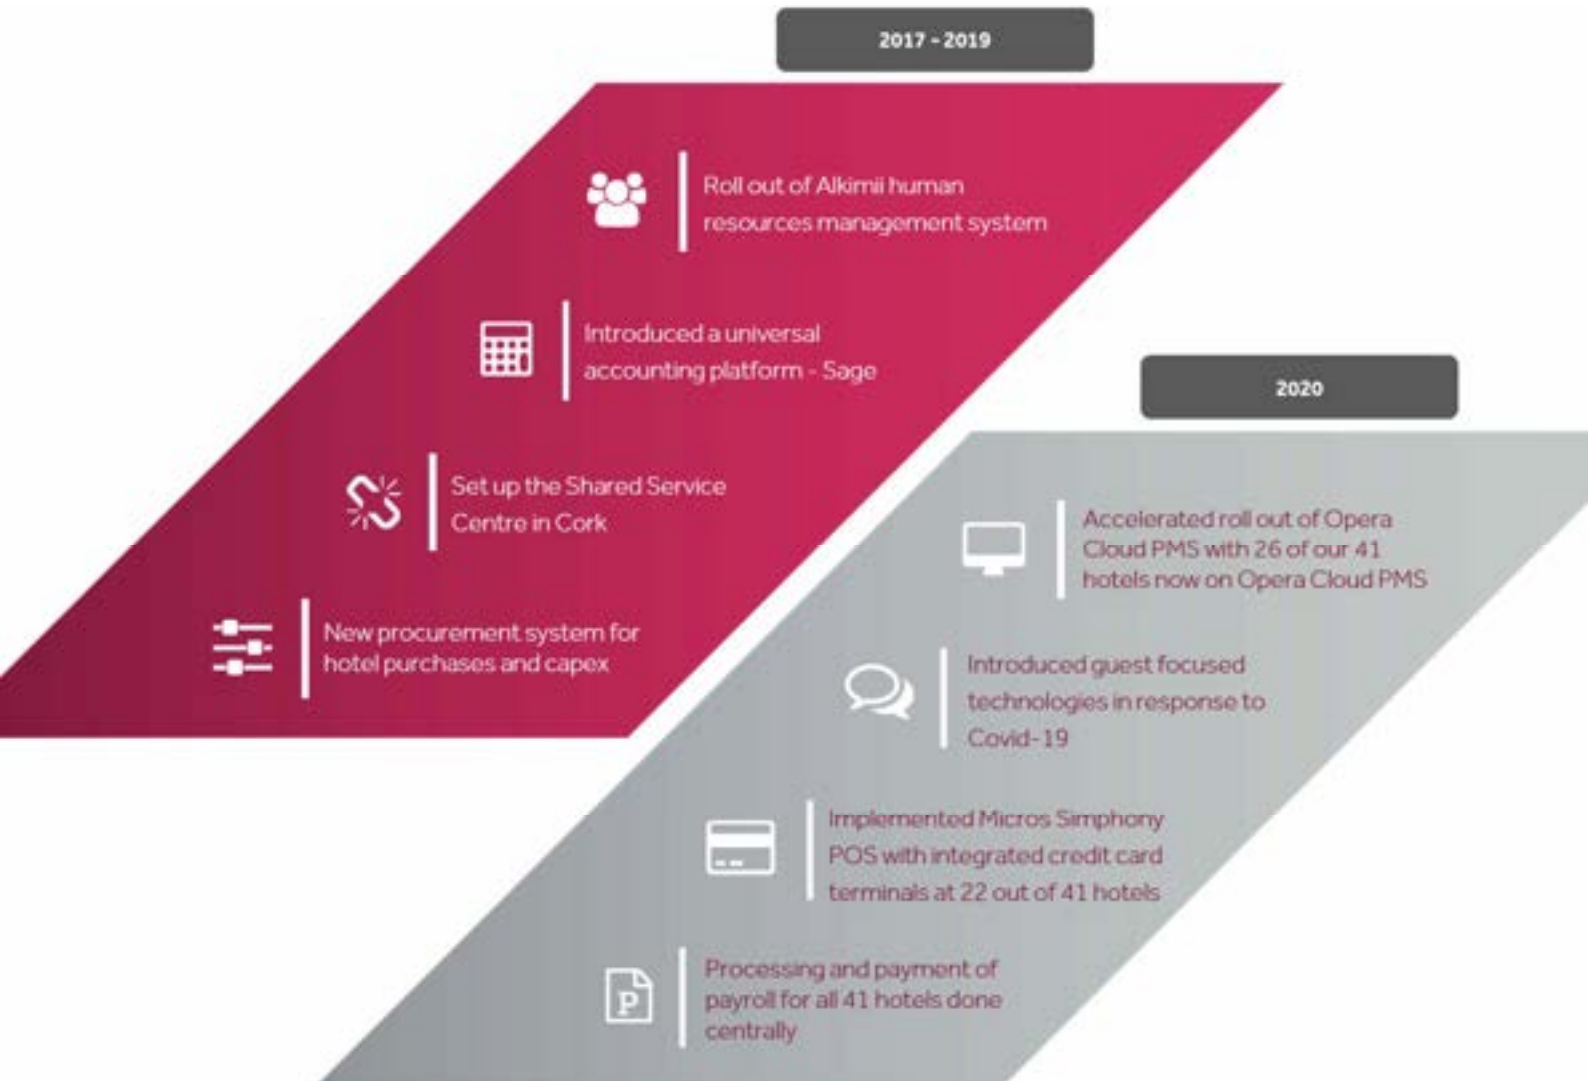 2017 - 2019
Roll out of Alkimii human
resources management system
Introduced a universal
accounting platform - Sage
Set up the Shared Service
Centre in Cork
New procurement system for
hotel purchases and capex
2020
Accelerated roll out of Opera
Cloud PMS with 26 of our 41
hotels now on Opera Cloud PMS
Introduced guest focused
technologies in response to
Covid-19
Implemented Micros Simphony
POS with integrated credit card
terminals at 22 out of 41 hotels
P
Processing and payment of
payroll for all 41 hotels done
centrally